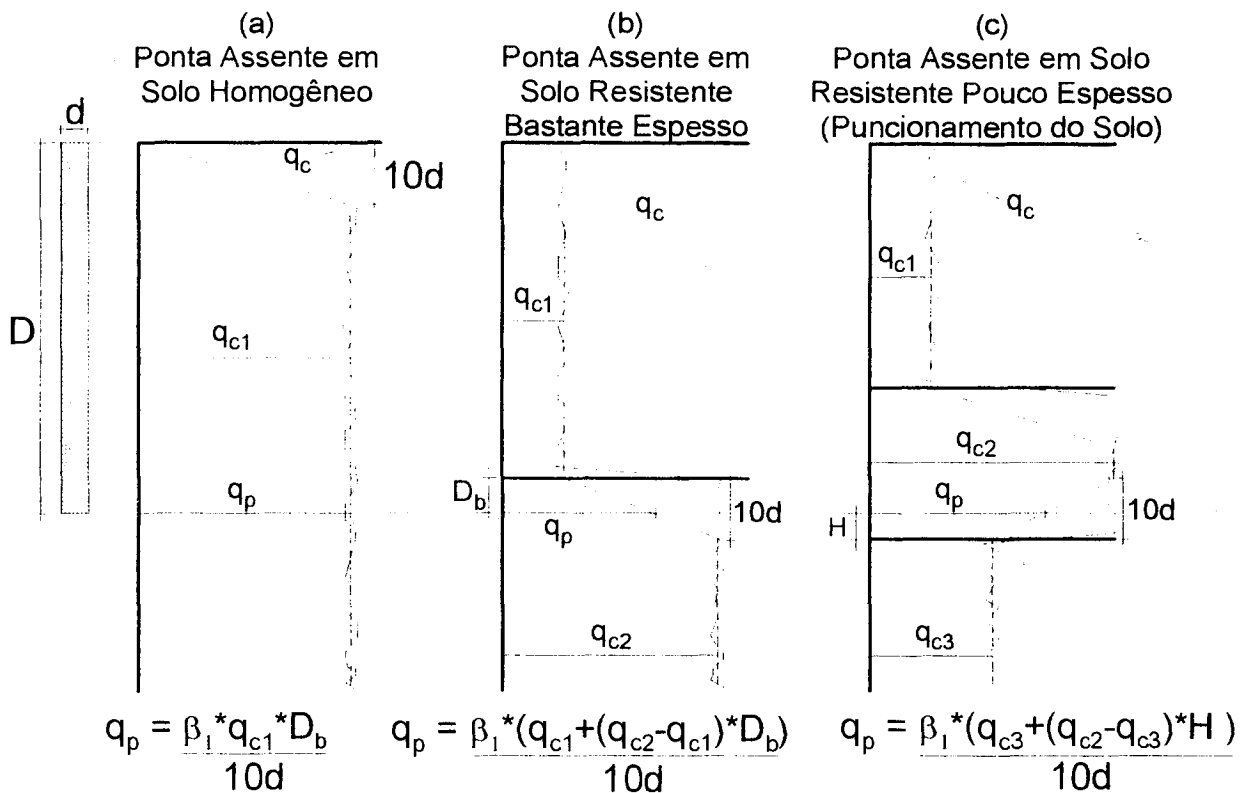 (a)
Ponta Assente em
Solo Homogêneo
d
q_c
10d
D
q_c1
q_p
q_p = β_1*q_c1*D_b
10d
(b)
Ponta Assente em
Solo Resistente
Bastante Espesso
q_c
q_c1
D_b
q_p
10d
q_c2
q_p = β_1*(q_c1+(q_c2-q_c1)*D_b)
10d
(c)
Ponta Assente em Solo
Resistente Pouco Espesso
(Puncionamento do Solo)
q_c
q_c1
q_c2
q_p
10d
H
q_c3
q_p = β_1*(q_c3+(q_c2-q_c3)*H )
10d